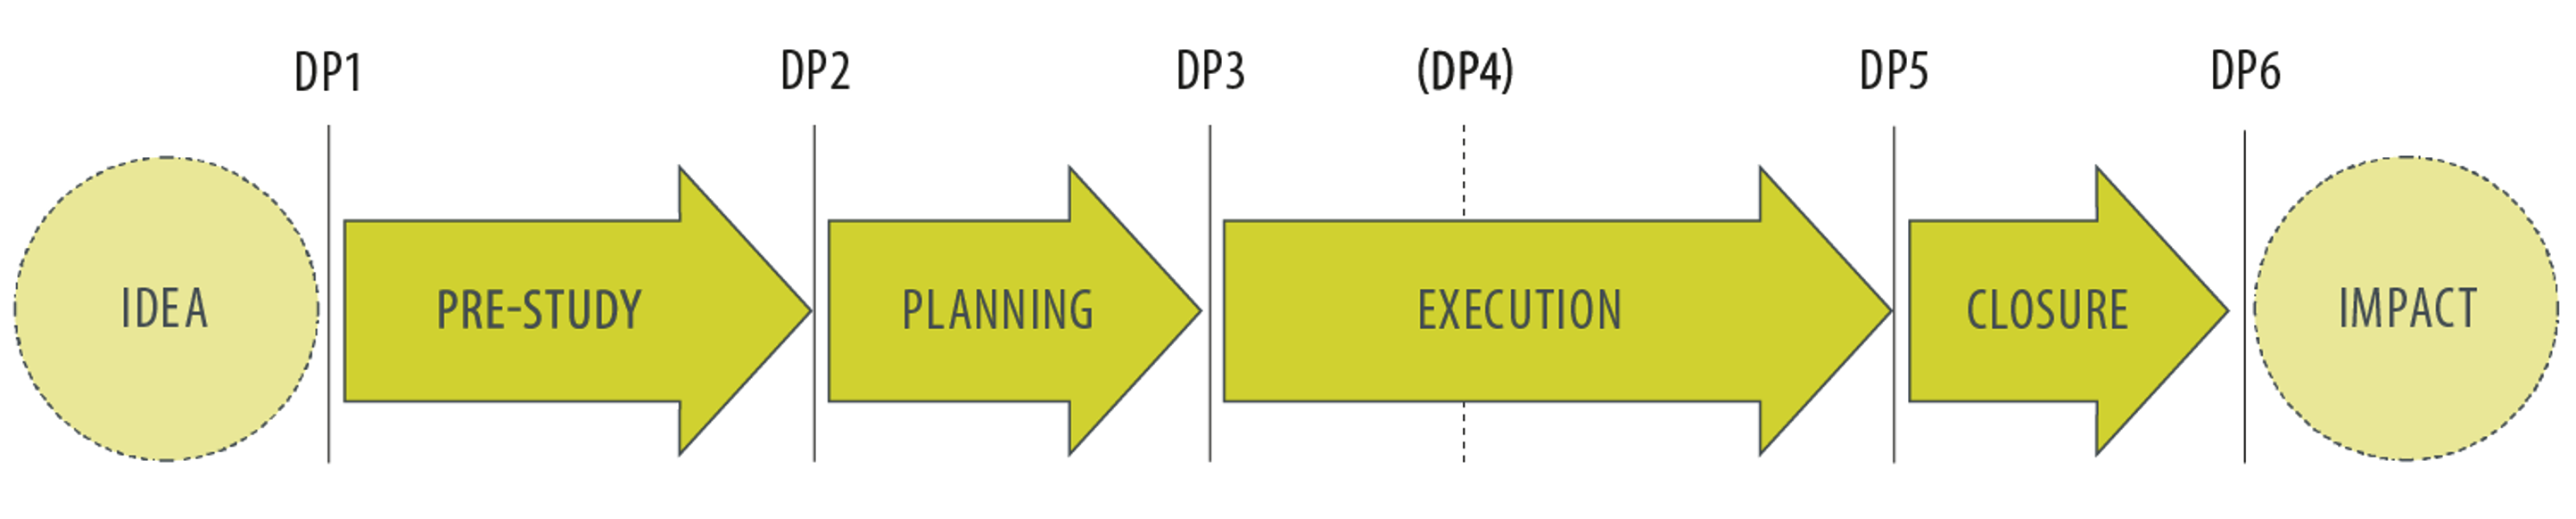 DP1 DP2 DP3 (DP4) DP5 DP6
IDEA PRE-STUDY PLANNING EXECUTION CLOSURE IMPACT